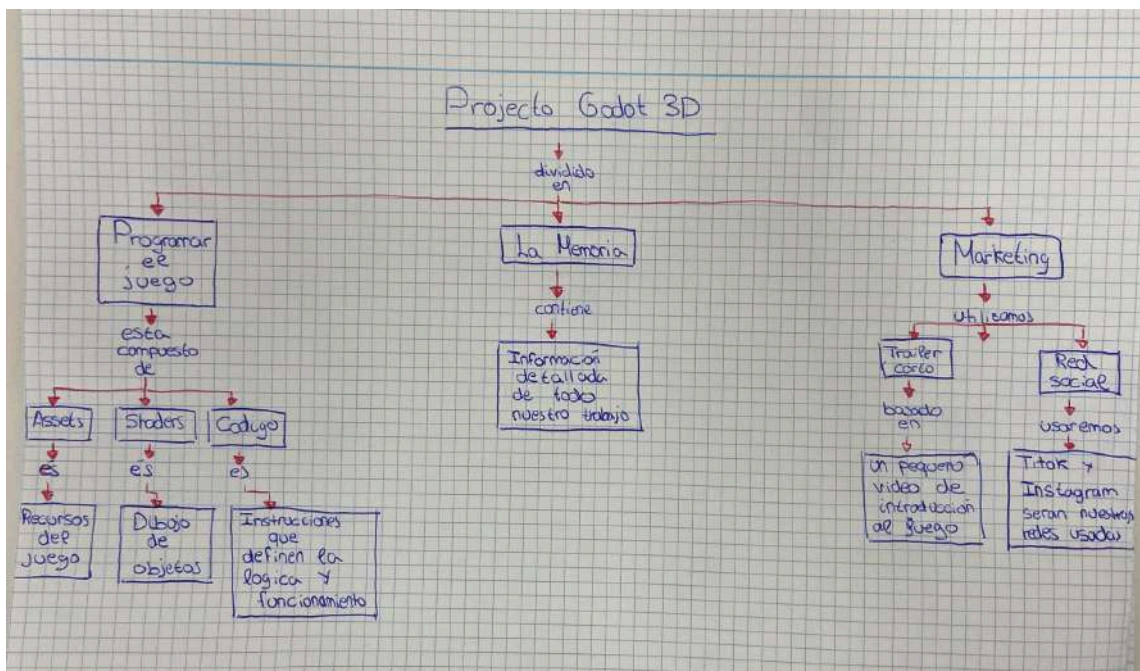 Projecto Godot 3D
dividido
en
Programar
el
juego
La Memoria
Marketing
esta
compuesto
de
contiene
utilizamos
Assets
Shaders
Codigo
Información
detallada
de todo
nuestro trabajo
Trailer
corto
Red
social
es
es
es
basado
en
usaremos
Recursos
del
juego
Dibujo
de
objetos
Instrucciones
que
definen la
logica y
funcionamiento
un pequeño
video de
introducción
al juego
Titok y
Instagram
seran nuestras
redes usadas